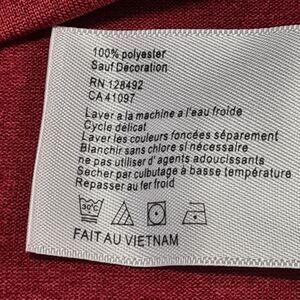 100% polyester
Sauf Décoration
RN 128492
CA 41097
Laver a la machine a l'eau froide
Cycle délicat
Laver les couleurs foncées séparement
Blanchir sans chlore si nécessaire
ne pas utiliser d'agents adoucissants
Sécher par culbutage à basse température
Repasser au fer froid
30°C
FAIT AU VIETNAM